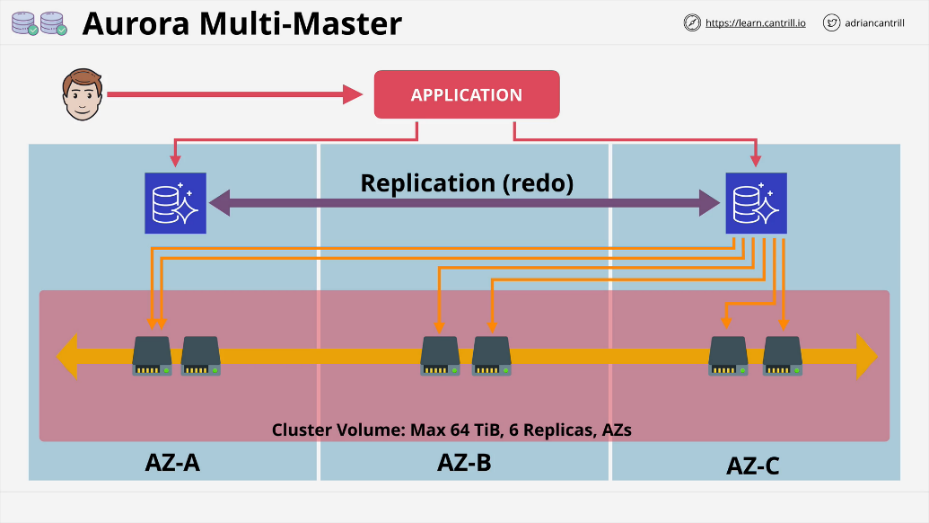 Aurora Multi-Master
https://learn.cantrill.io
adriancantrill
APPLICATION
Replication (redo)
Cluster Volume: Max 64 TiB, 6 Replicas, AZs
AZ-A
AZ-B
AZ-C